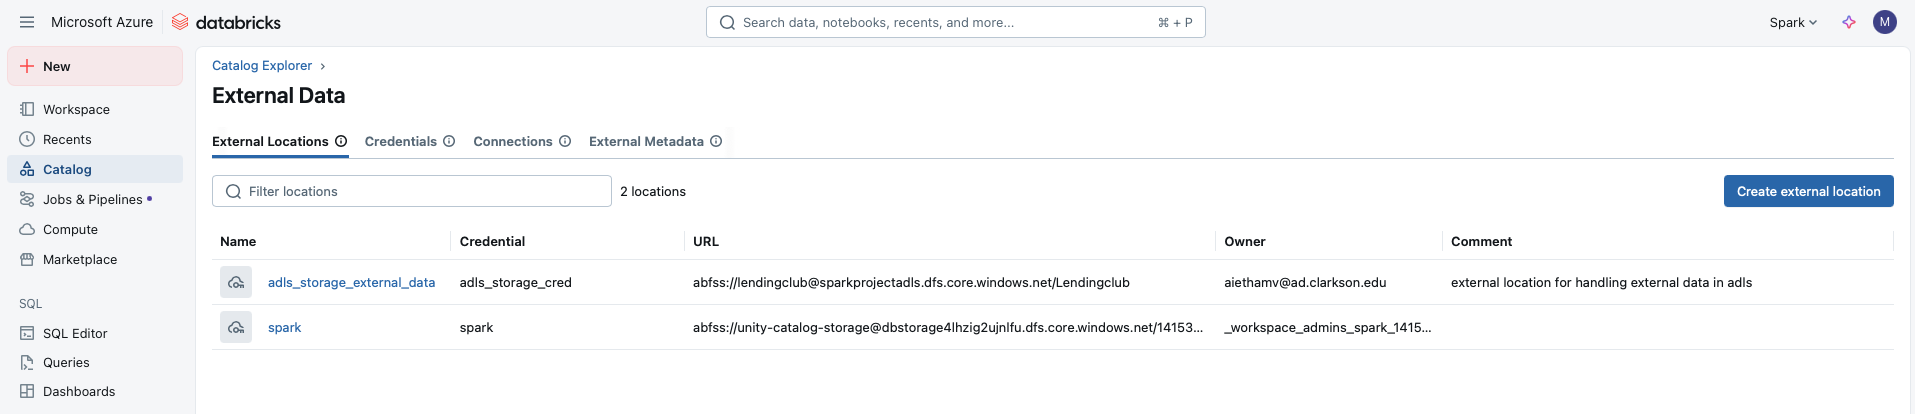 Microsoft Azure databricks Search data, notebooks, recents, and more... ⌘ + P Spark M
New
Workspace
Recents
Catalog
Jobs & Pipelines
Compute
Marketplace
SQL
SQL Editor
Queries
Dashboards
Catalog Explorer ›
External Data
External Locations Credentials Connections External Metadata
Filter locations 2 locations Create external location
Name Credential URL Owner Comment
adls_storage_external_data adls_storage_cred abfss://lendingclub@sparkprojectadls.dfs.core.windows.net/Lendingclub aiethamv@ad.clarkson.edu external location for handling external data in adls
spark spark abfss://unity-catalog-storage@dbstorage4lhzig2ujnlfu.dfs.core.windows.net/14153... _workspace_admins_spark_1415...